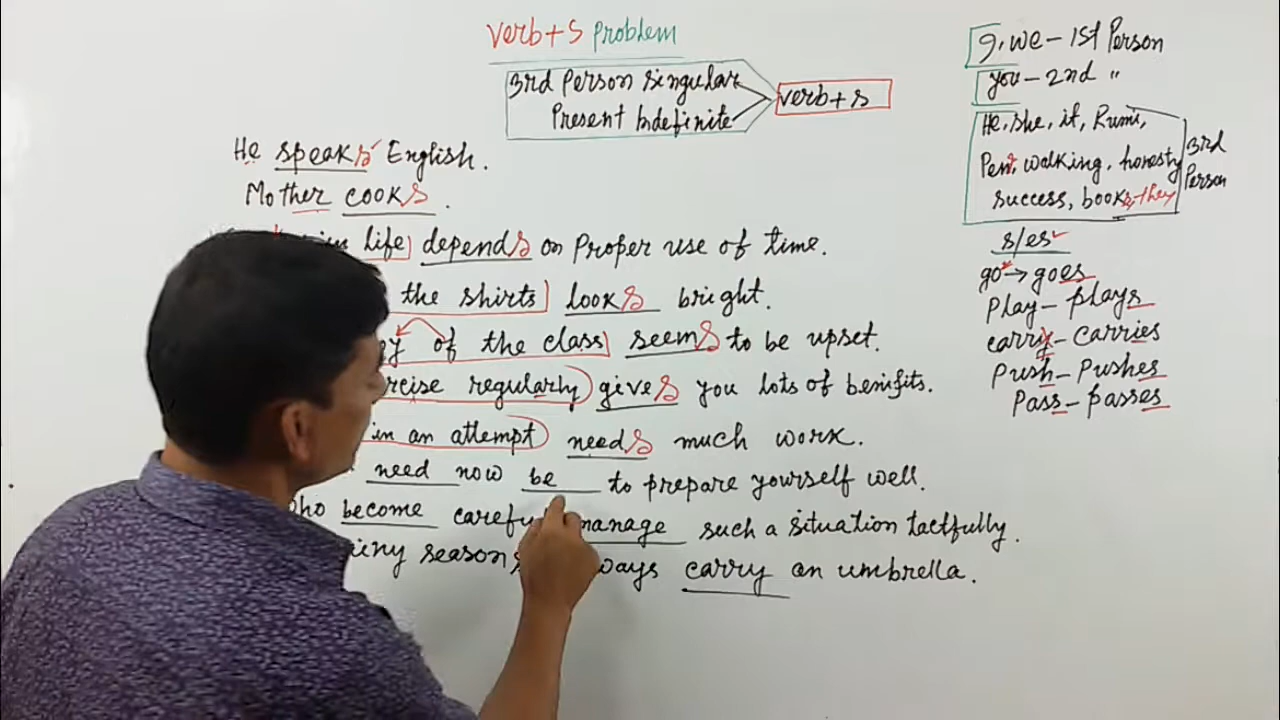 verb+s problem
3rd Person singular
Present Indefinite
verb+s
He speaks English.
Mother cooks.
in life depends on proper use of time.
the shirts looks bright.
of the class seems to be upset.
regularly gives you lots of benifits.
in an attempt needs much work.
need now be to prepare yourself well.
become manage such a situation tactfully.
season carry an umbrella.
I, we - 1st Person
you - 2nd "
He, she, it, Rumi,
Pen, walking, honesty
success, books, they
3rd
Person
s/es
go → goes
Play - plays
carry - carries
Push - Pushes
Pass - passes